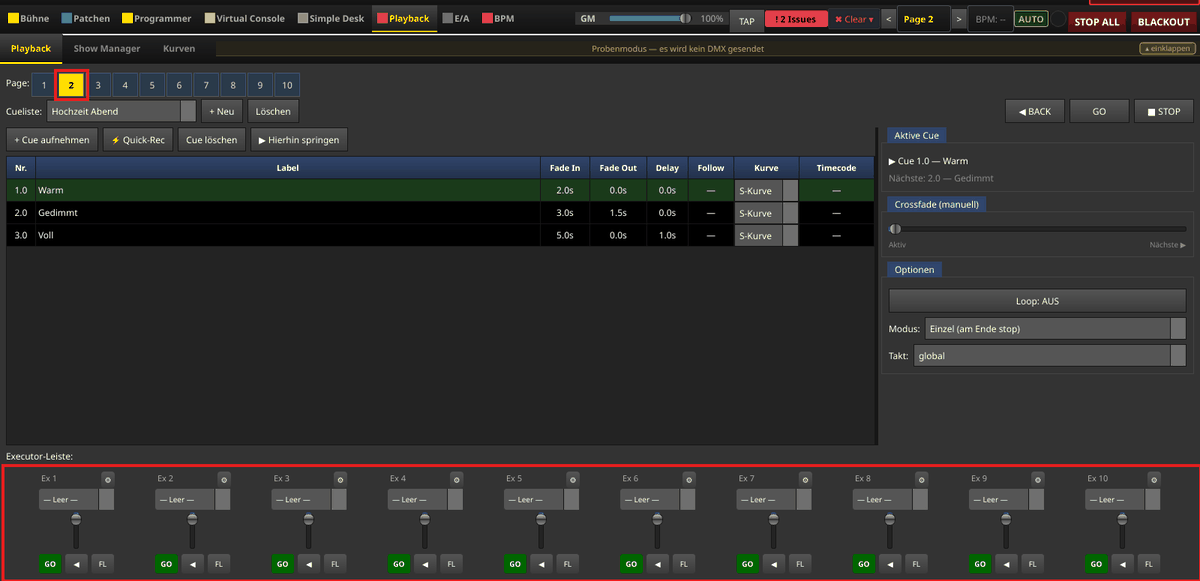 Bühne Patchen Programmer Virtual Console Simple Desk Playback E/A BPM GM 100% TAP ! 2 Issues ✖ Clear ▾ < Page 2 > BPM: -- AUTO STOP ALL BLACKOUT
Playback Show Manager Kurven Probenmodus — es wird kein DMX gesendet ▴ einklappen
Page: 1 2 3 4 5 6 7 8 9 10
Cueliste: Hochzeit Abend + Neu Löschen ◀ BACK GO ■ STOP
+ Cue aufnehmen ⚡ Quick-Rec Cue löschen ▶ Hierhin springen
Nr. Label Fade In Fade Out Delay Follow Kurve Timecode
1.0 Warm 2.0s 0.0s 0.0s — S-Kurve —
2.0 Gedimmt 3.0s 1.5s 0.0s — S-Kurve —
3.0 Voll 5.0s 0.0s 1.0s — S-Kurve —
Aktive Cue
▶ Cue 1.0 — Warm
Nächste: 2.0 — Gedimmt
Crossfade (manuell)
Aktiv Nächste ▶
Optionen
Loop: AUS
Modus: Einzel (am Ende stop)
Takt: global
Executor-Leiste:
Ex 1 ⚙ Ex 2 ⚙ Ex 3 ⚙ Ex 4 ⚙ Ex 5 ⚙ Ex 6 ⚙ Ex 7 ⚙ Ex 8 ⚙ Ex 9 ⚙ Ex 10 ⚙
— Leer — — Leer — — Leer — — Leer — — Leer — — Leer — — Leer — — Leer — — Leer — — Leer —
GO ◀ FL GO ◀ FL GO ◀ FL GO ◀ FL GO ◀ FL GO ◀ FL GO ◀ FL GO ◀ FL GO ◀ FL GO ◀ FL